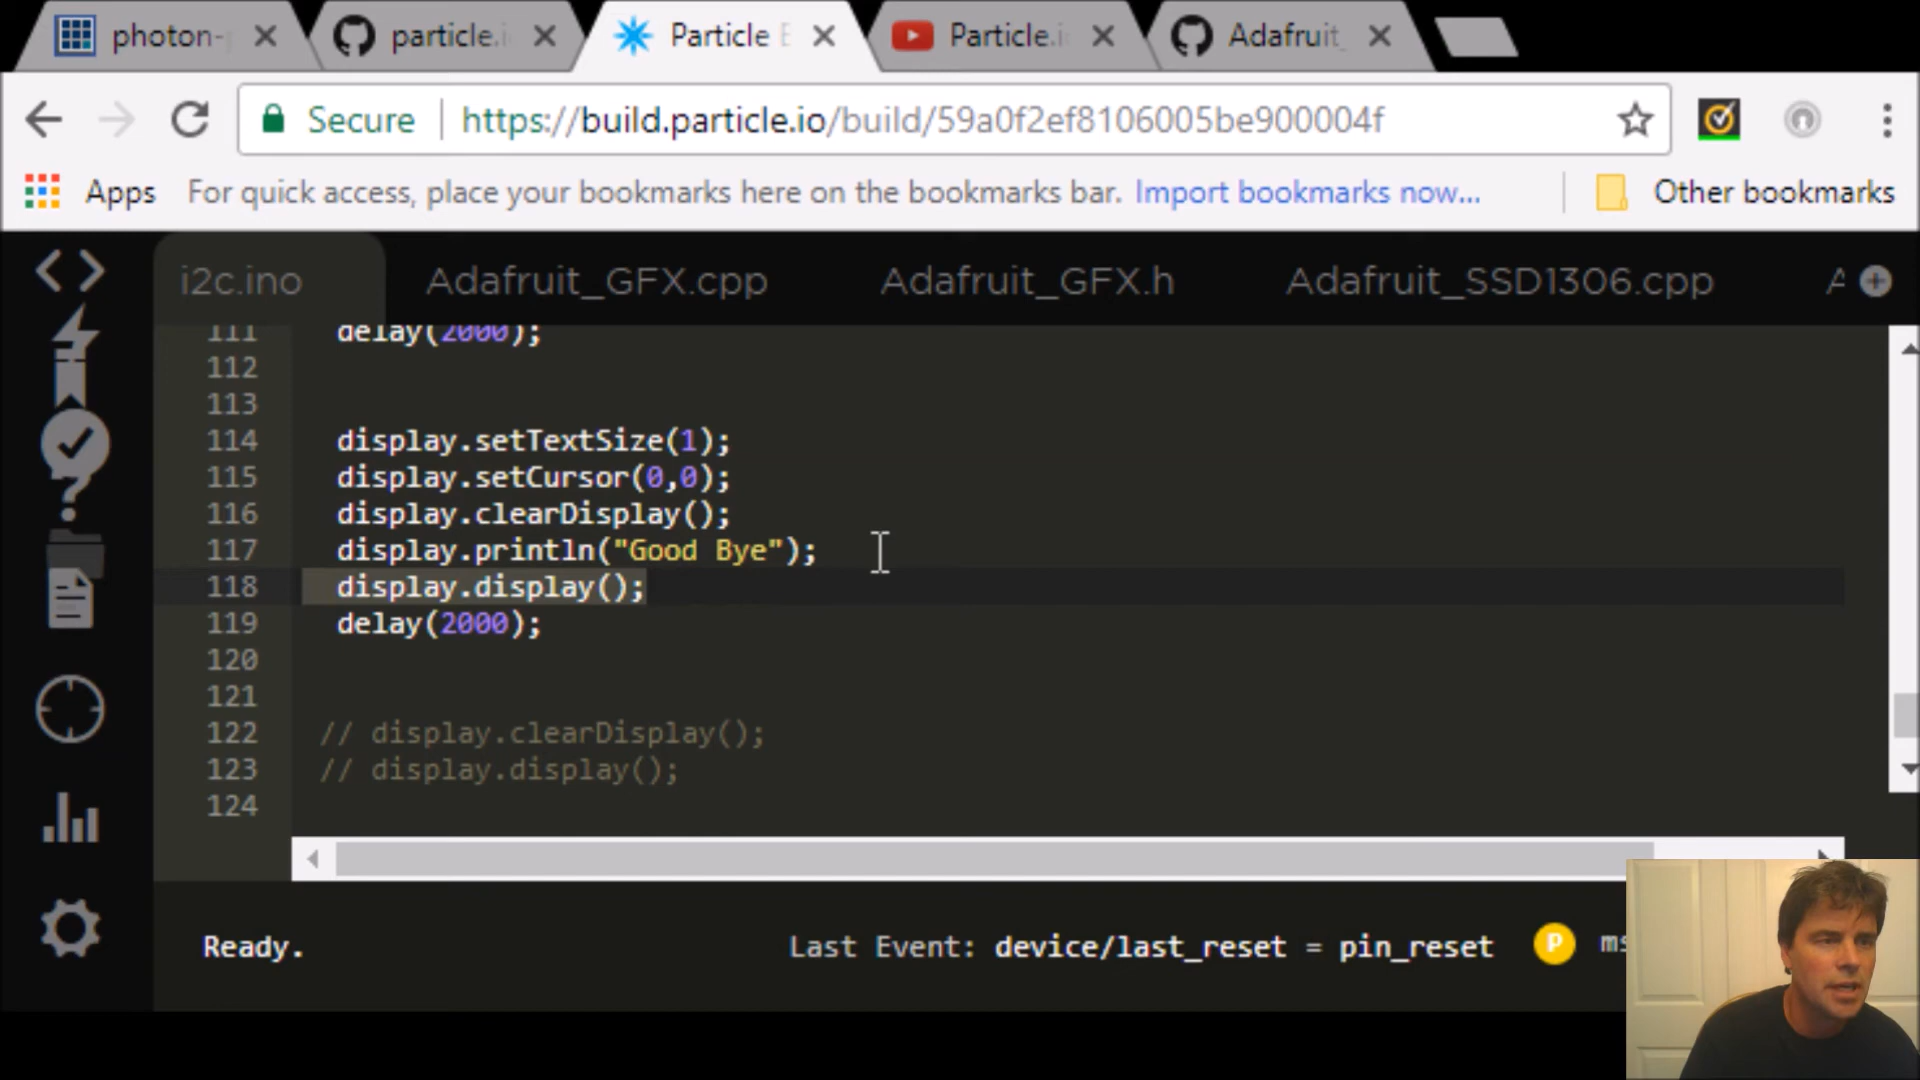 photon-
particle.i
Particle
Particle.i
Adafruit_
Secure
https://build.particle.io/build/59a0f2ef8106005be900004f
Apps
For quick access, place your bookmarks here on the bookmarks bar. Import bookmarks now...
Other bookmarks
i2c.ino
Adafruit_GFX.cpp
Adafruit_GFX.h
Adafruit_SSD1306.cpp
111 delay(2000);
112
113
114 display.setTextSize(1);
115 display.setCursor(0,0);
116 display.clearDisplay();
117 display.println("Good Bye");
118 display.display();
119 delay(2000);
120
121
122 // display.clearDisplay();
123 // display.display();
124
Ready.
Last Event: device/last_reset = pin_reset
P